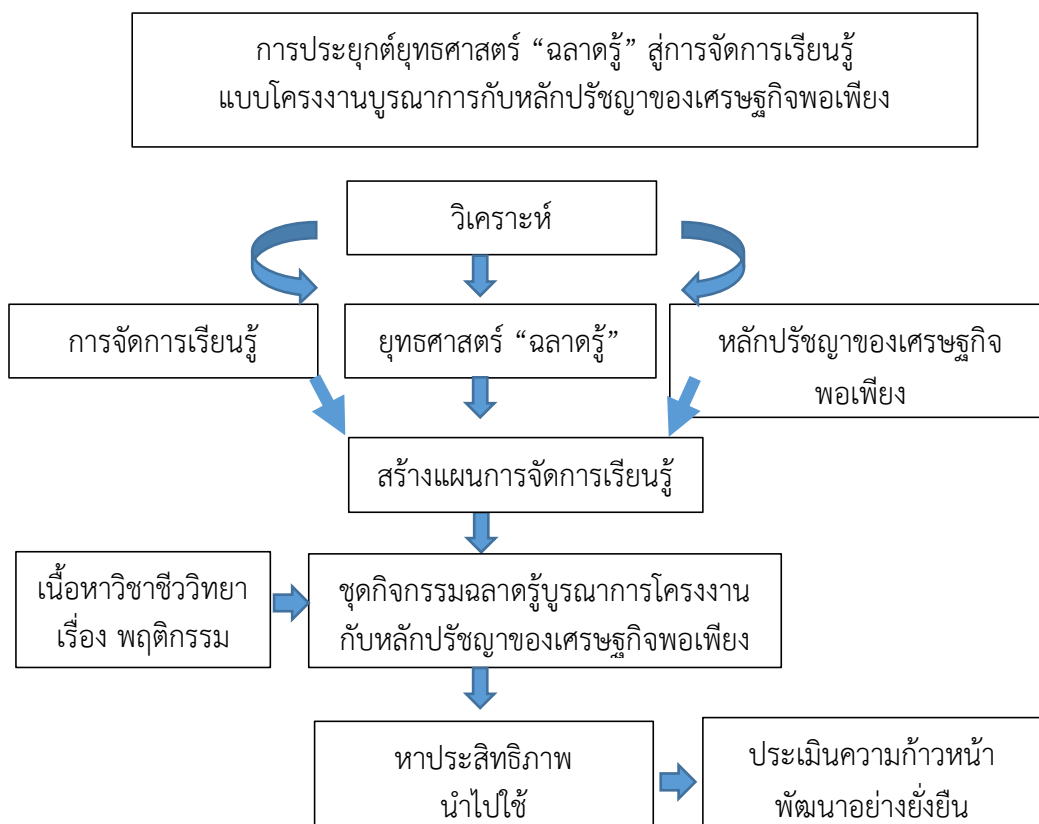 การประยุกต์ยุทธศาสตร์ “ฉลาดรู้” สู่การจัดการเรียนรู้
แบบโครงงานบูรณาการกับหลักปรัชญาของเศรษฐกิจพอเพียง
วิเคราะห์
การจัดการเรียนรู้
ยุทธศาสตร์ “ฉลาดรู้”
หลักปรัชญาของเศรษฐกิจ
พอเพียง
สร้างแผนการจัดการเรียนรู้
เนื้อหาวิชาชีววิทยา
เรื่อง พฤติกรรม
ชุดกิจกรรมฉลาดรู้บูรณาการโครงงาน
กับหลักปรัชญาของเศรษฐกิจพอเพียง
หาประสิทธิภาพ
นำไปใช้
ประเมินความก้าวหน้า
พัฒนาอย่างยั่งยืน